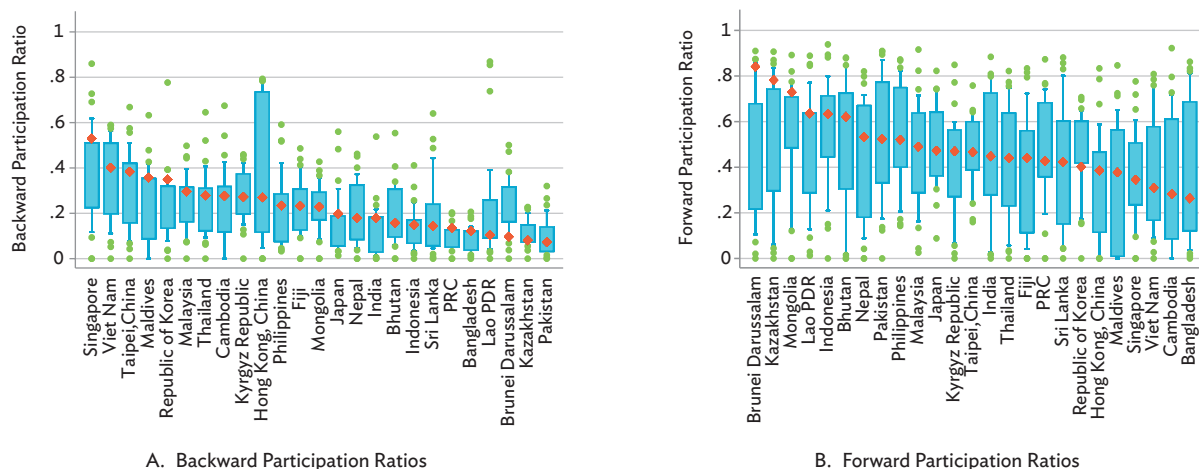 Backward Participation Ratio
1
.8
.6
.4
.2
0
Singapore
Viet Nam
Taipei,China
Maldives
Republic of Korea
Malaysia
Thailand
Cambodia
Kyrgyz Republic
Hong Kong, China
Philippines
Fiji
Mongolia
Japan
Nepal
India
Bhutan
Indonesia
Sri Lanka
PRC
Bangladesh
Lao PDR
Brunei Darussalam
Kazakhstan
Pakistan
A. Backward Participation Ratios
Forward Participation Ratio
1
.8
.6
.4
.2
0
Brunei Darussalam
Kazakhstan
Mongolia
Lao PDR
Indonesia
Bhutan
Nepal
Pakistan
Philippines
Malaysia
Japan
Kyrgyz Republic
Taipei,China
India
Thailand
Fiji
PRC
Sri Lanka
Republic of Korea
Hong Kong, China
Maldives
Singapore
Viet Nam
Cambodia
Bangladesh
B. Forward Participation Ratios